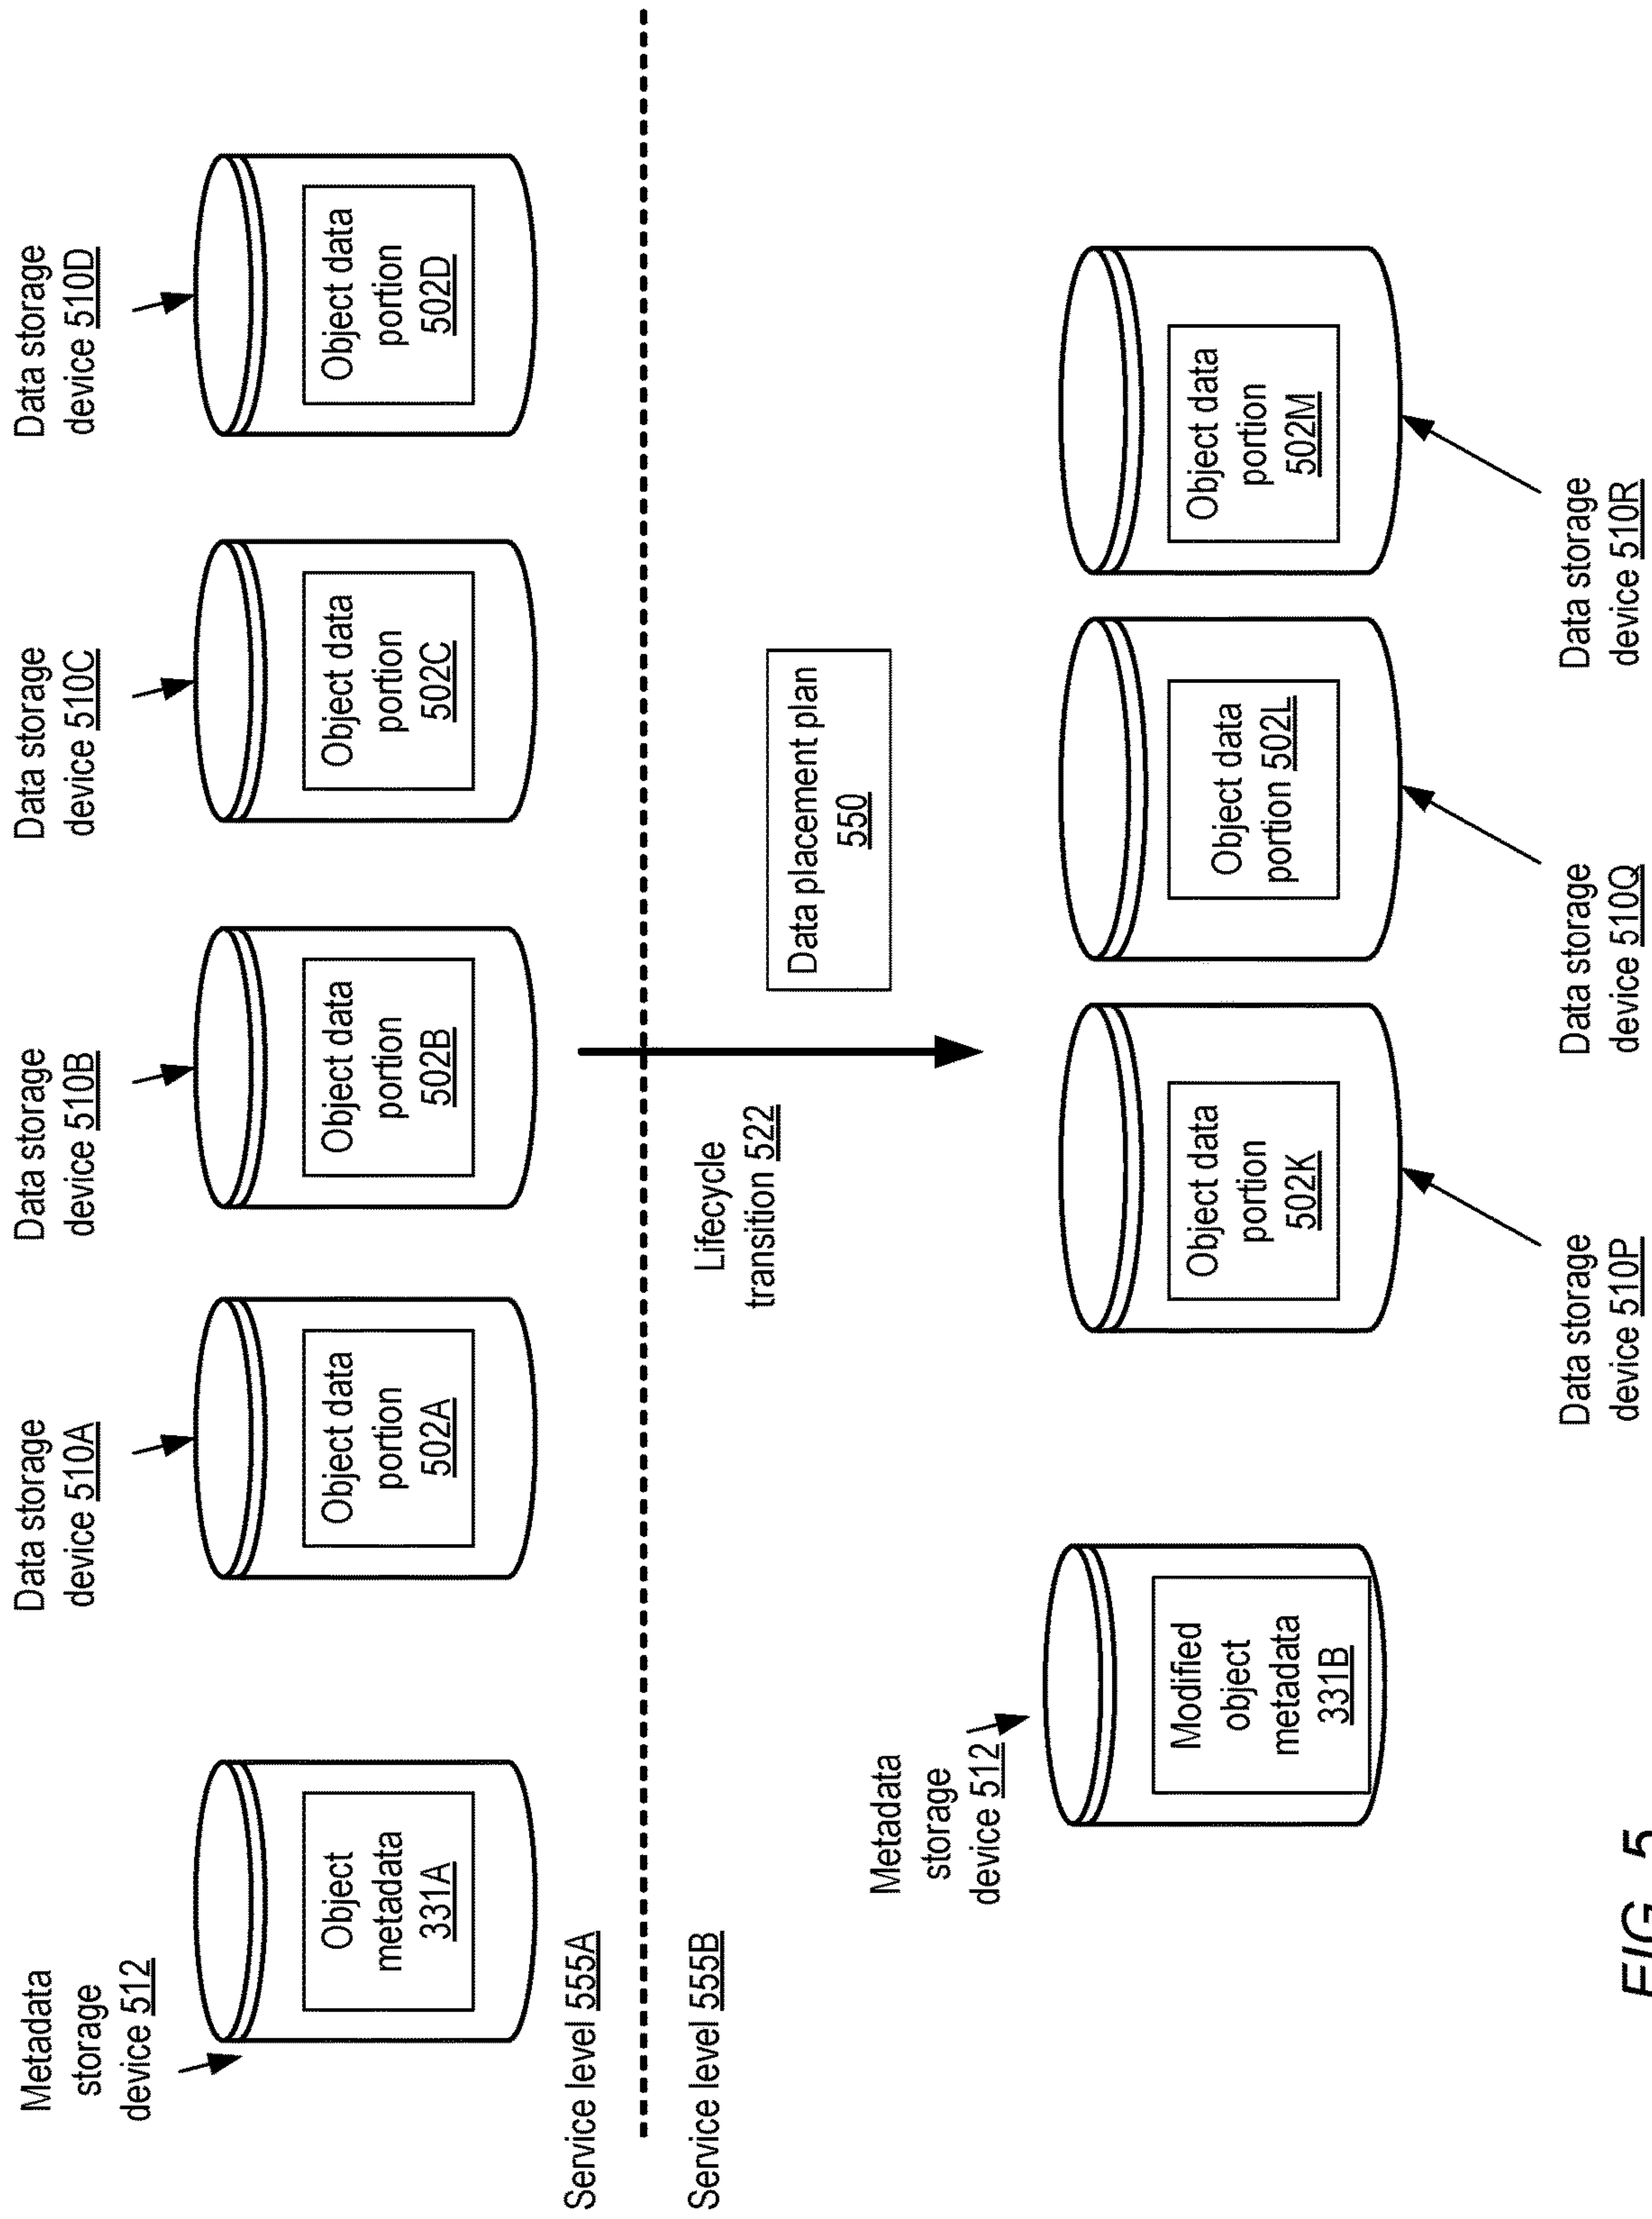 Metadata
storage
device 512
Data storage
device 510A
Data storage
device 510B
Data storage
device 510C
Data storage
device 510D
Object
metadata
331A
Object data
portion
502A
Object data
portion
502B
Object data
portion
502C
Object data
portion
502D
Service level 555A
Service level 555B
Lifecycle
transition 522
Data placement plan
550
Metadata
storage
device 512
Modified
object
metadata
331B
Object data
portion
502K
Object data
portion 502L
Object data
portion
502M
Data storage
device 510P
Data storage
device 510Q
Data storage
device 510R
FIG. 5